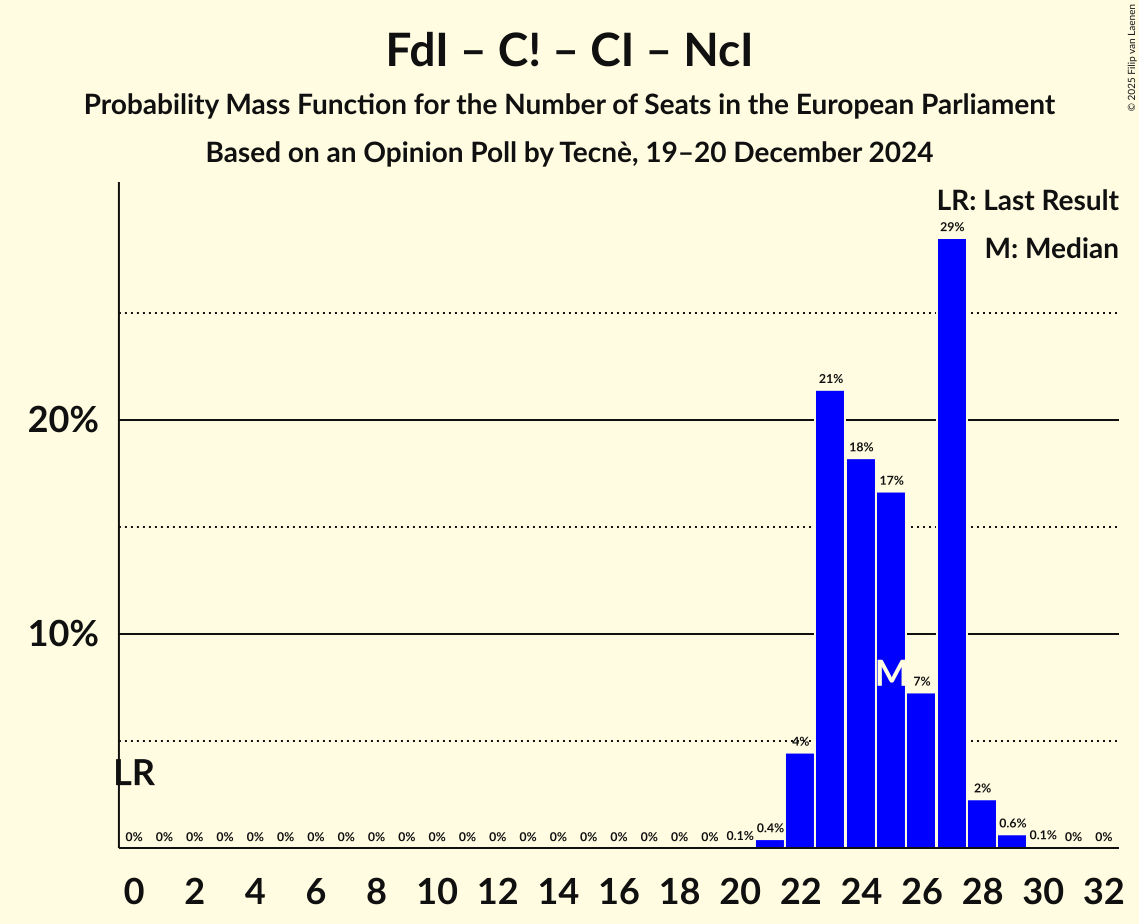 FdI – C! – CI – NcI
Probability Mass Function for the Number of Seats in the European Parliament
Based on an Opinion Poll by Tecnè, 19–20 December 2024
© 2025 Filip van Laenen
LR: Last Result
M: Median
20%
10%
LR
M
0% 0% 0% 0% 0% 0% 0% 0% 0% 0% 0% 0% 0% 0% 0% 0% 0% 0% 0% 0% 0.1% 0.4% 4% 21% 18% 17% 7% 29% 2% 0.6% 0.1% 0% 0%
0 2 4 6 8 10 12 14 16 18 20 22 24 26 28 30 32